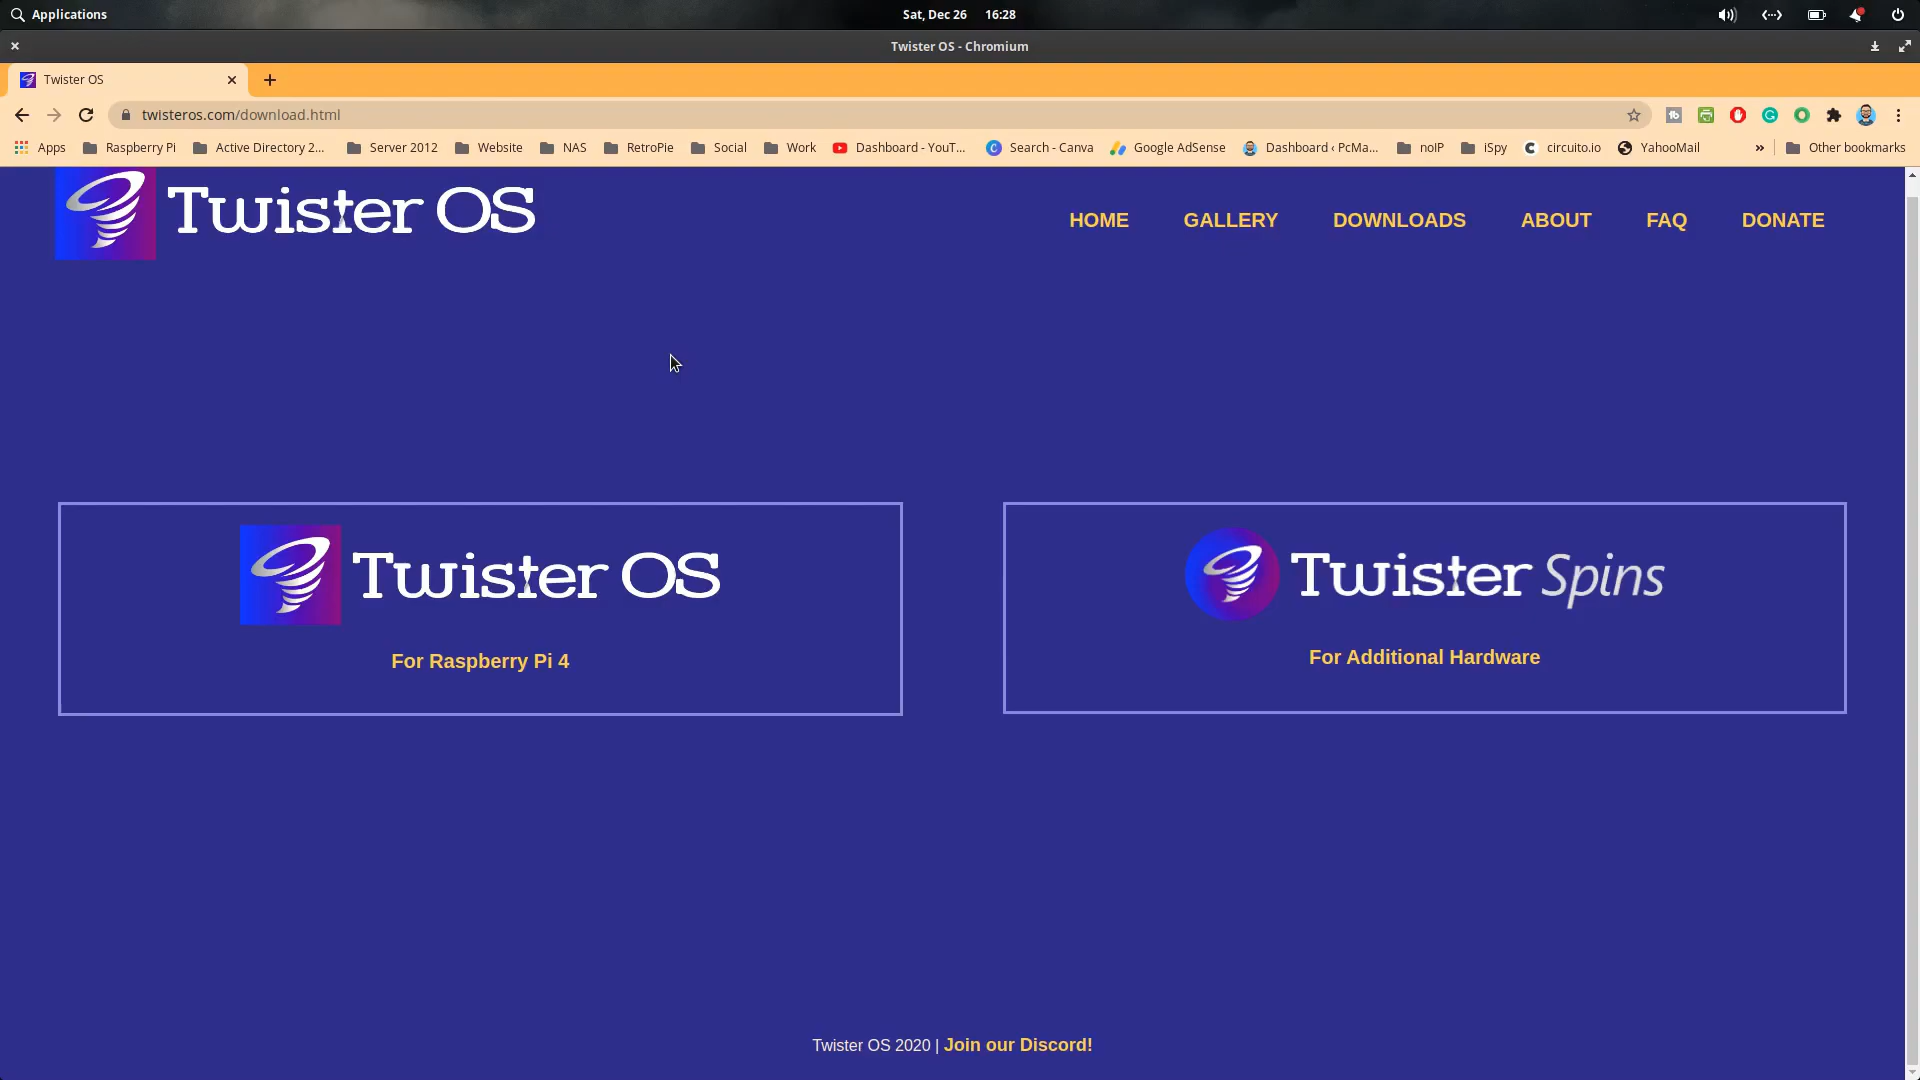 Applications
Sat, Dec 26 16:28
Twister OS - Chromium
Twister OS
twisteros.com/download.html
Apps Raspberry Pi Active Directory 2... Server 2012 Website NAS RetroPie Social Work Dashboard - YouT... Search - Canva Google AdSense Dashboard ‹ PcMa... noIP iSpy circuito.io YahooMail » Other bookmarks
Twister OS
HOME GALLERY DOWNLOADS ABOUT FAQ DONATE
Twister OS
For Raspberry Pi 4
Twister Spins
For Additional Hardware
Twister OS 2020 | Join our Discord!